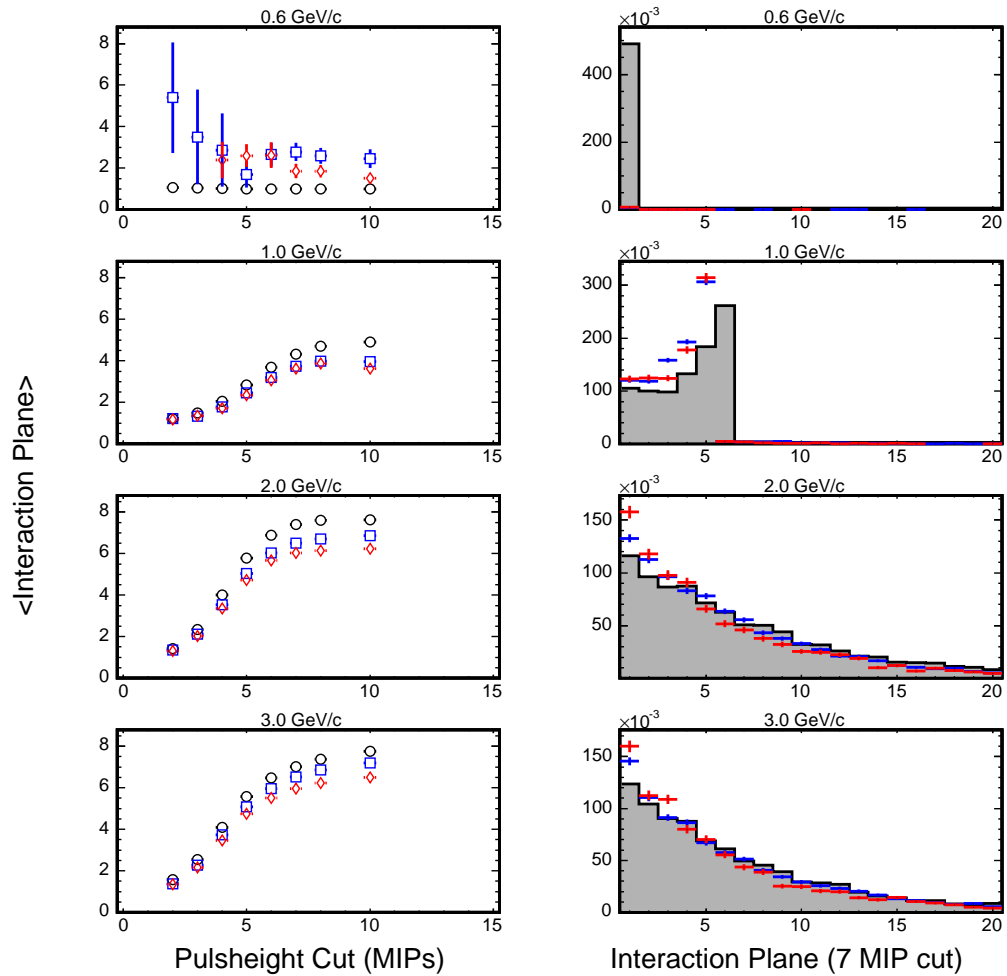 0.6 GeV/c
8
6
4
2
0
0 5 10 15
×10⁻³ 0.6 GeV/c
400
200
0
5 10 15 20
1.0 GeV/c
8
6
4
2
0
0 5 10 15
×10⁻³ 1.0 GeV/c
300
200
100
0
5 10 15 20
2.0 GeV/c
8
6
4
2
0
0 5 10 15
×10⁻³ 2.0 GeV/c
150
100
50
5 10 15 20
3.0 GeV/c
8
6
4
2
0
0 5 10 15
×10⁻³ 3.0 GeV/c
150
100
50
0
5 10 15 20
<Interaction Plane>
Pulsheight Cut (MIPs)
Interaction Plane (7 MIP cut)